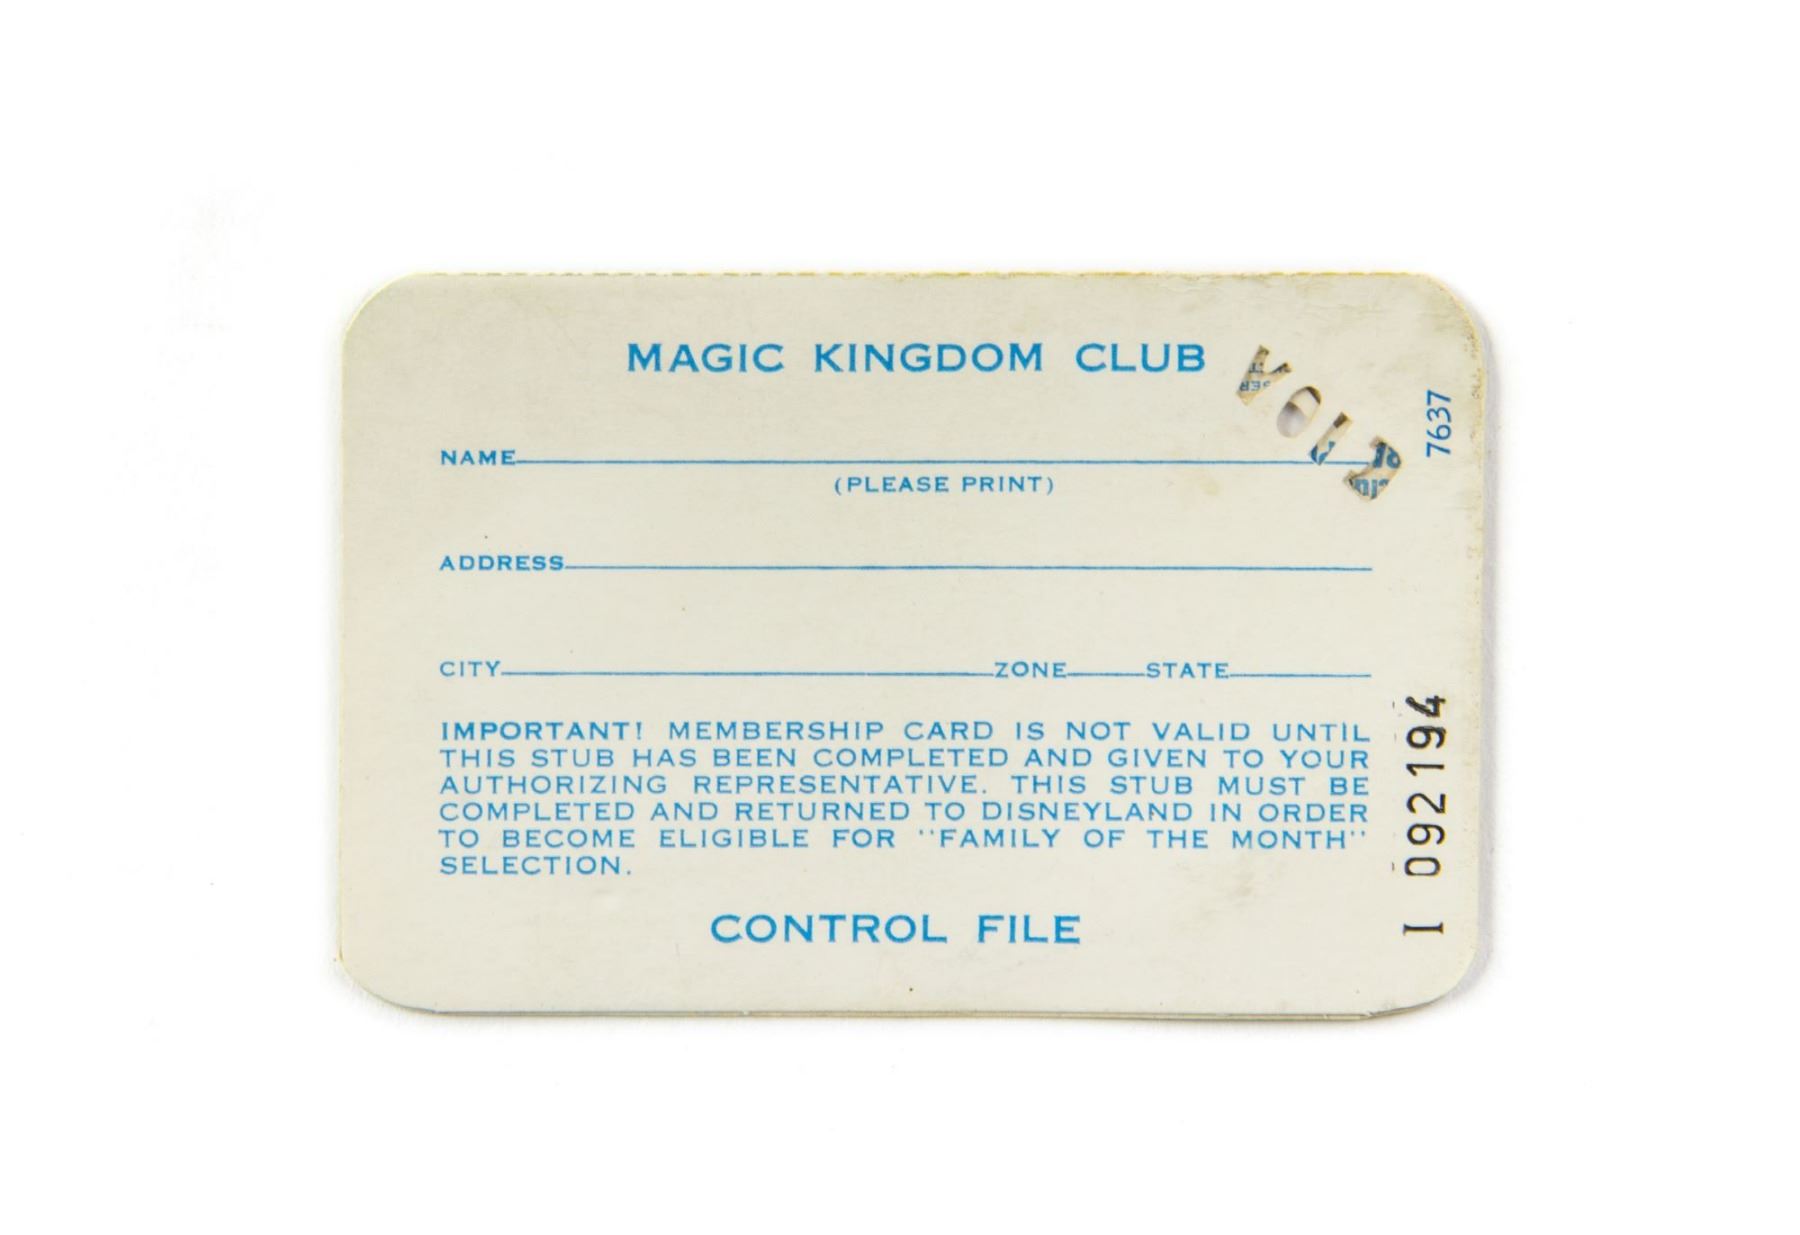 MAGIC KINGDOM CLUB
VOID
7637
NAME
(PLEASE PRINT)
ADDRESS
CITY ZONE STATE
IMPORTANT! MEMBERSHIP CARD IS NOT VALID UNTIL
THIS STUB HAS BEEN COMPLETED AND GIVEN TO YOUR
AUTHORIZING REPRESENTATIVE. THIS STUB MUST BE
COMPLETED AND RETURNED TO DISNEYLAND IN ORDER
TO BECOME ELIGIBLE FOR "FAMILY OF THE MONTH"
SELECTION.
I 092194
CONTROL FILE